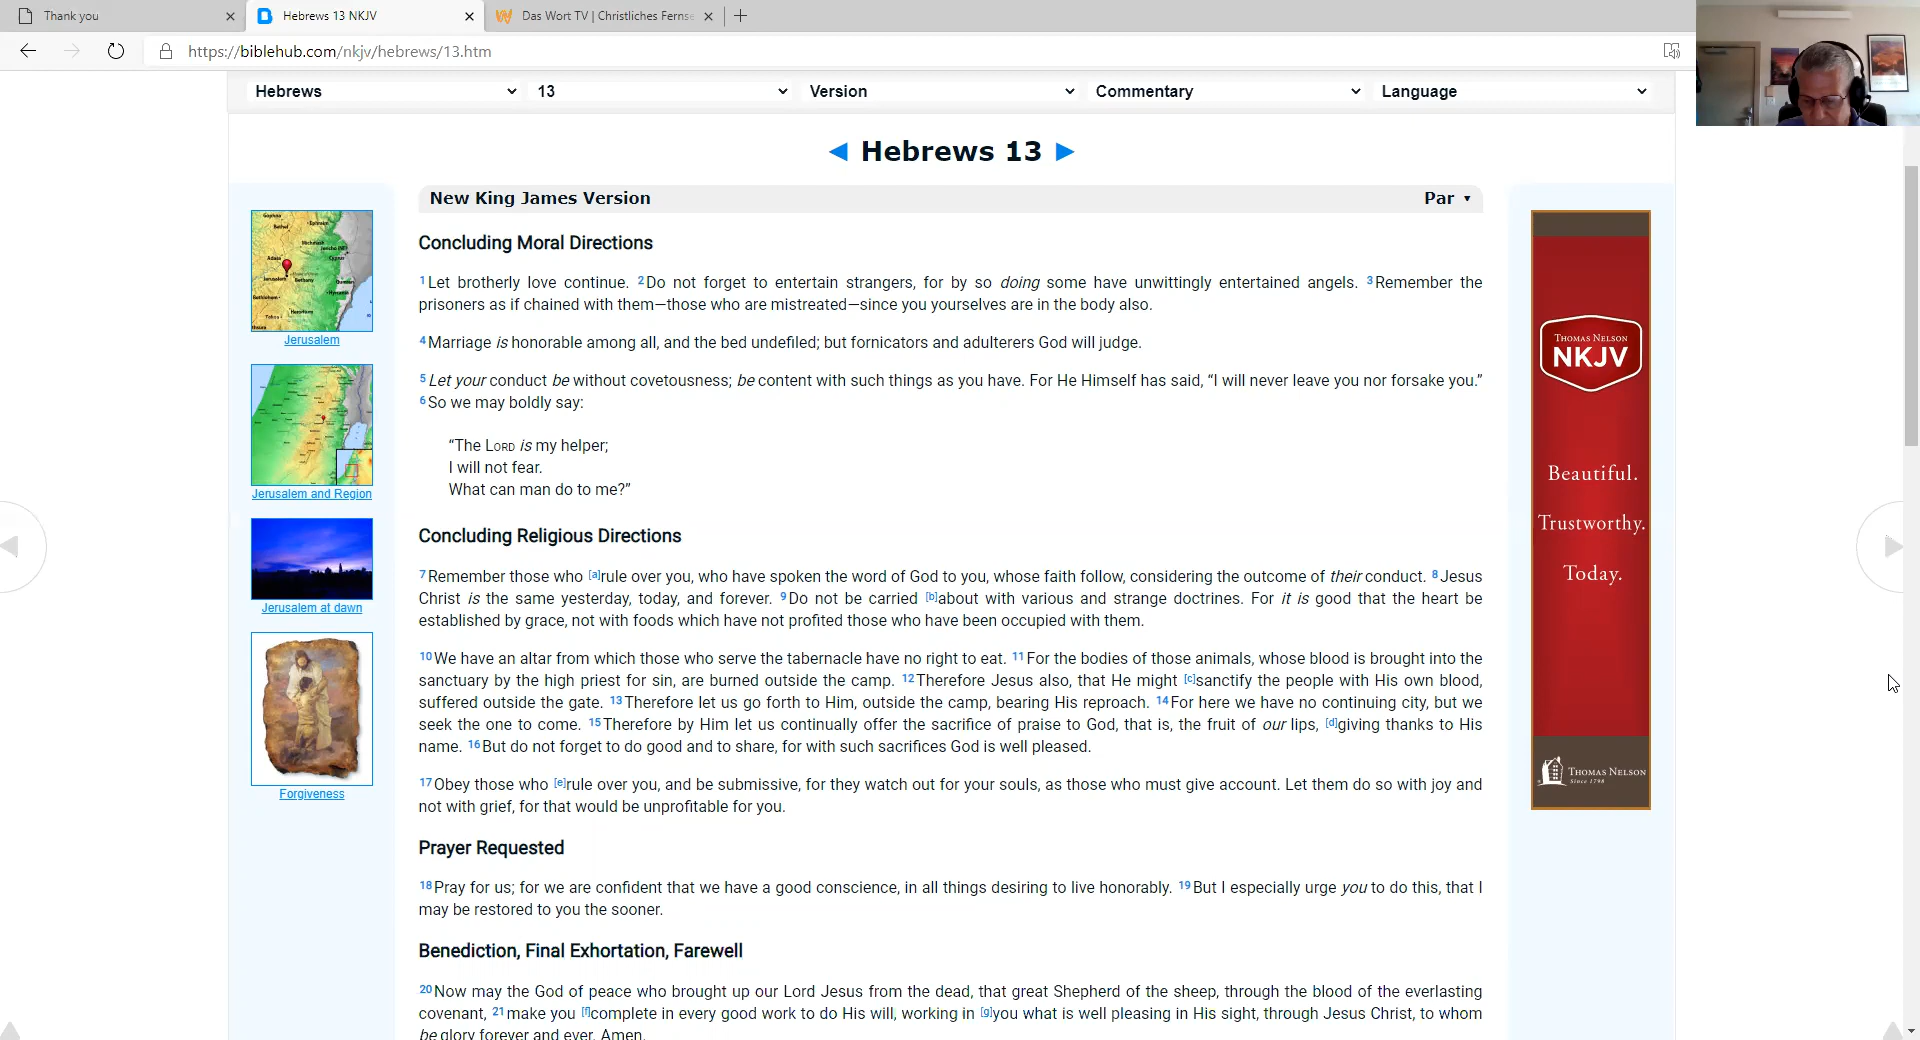 Thank you
Hebrews 13 NKJV
Das Wort TV | Christliches Fernse
https://biblehub.com/nkjv/hebrews/13.htm
Hebrews
13
Version
Commentary
Language
Hebrews 13
New King James Version
Par
Concluding Moral Directions
1 Let brotherly love continue. 2 Do not forget to entertain strangers, for by so doing some have unwittingly entertained angels. 3 Remember the
prisoners as if chained with them—those who are mistreated—since you yourselves are in the body also.
4 Marriage is honorable among all, and the bed undefiled; but fornicators and adulterers God will judge.
5 Let your conduct be without covetousness; be content with such things as you have. For He Himself has said, “I will never leave you nor forsake you.”
6 So we may boldly say:
“The LORD is my helper;
I will not fear.
What can man do to me?”
Concluding Religious Directions
7 Remember those who [a]rule over you, who have spoken the word of God to you, whose faith follow, considering the outcome of their conduct. 8 Jesus
Christ is the same yesterday, today, and forever. 9 Do not be carried [b]about with various and strange doctrines. For it is good that the heart be
established by grace, not with foods which have not profited those who have been occupied with them.
10 We have an altar from which those who serve the tabernacle have no right to eat. 11 For the bodies of those animals, whose blood is brought into the
sanctuary by the high priest for sin, are burned outside the camp. 12 Therefore Jesus also, that He might [c]sanctify the people with His own blood,
suffered outside the gate. 13 Therefore let us go forth to Him, outside the camp, bearing His reproach. 14 For here we have no continuing city, but we
seek the one to come. 15 Therefore by Him let us continually offer the sacrifice of praise to God, that is, the fruit of our lips, [d]giving thanks to His
name. 16 But do not forget to do good and to share, for with such sacrifices God is well pleased.
17 Obey those who [e]rule over you, and be submissive, for they watch out for your souls, as those who must give account. Let them do so with joy and
not with grief, for that would be unprofitable for you.
Prayer Requested
18 Pray for us; for we are confident that we have a good conscience, in all things desiring to live honorably. 19 But I especially urge you to do this, that I
may be restored to you the sooner.
Benediction, Final Exhortation, Farewell
20 Now may the God of peace who brought up our Lord Jesus from the dead, that great Shepherd of the sheep, through the blood of the everlasting
covenant, 21 make you [f]complete in every good work to do His will, working in [g]you what is well pleasing in His sight, through Jesus Christ, to whom
be glory forever and ever. Amen.
Jerusalem
Jerusalem and Region
Jerusalem at dawn
Forgiveness
THOMAS NELSON
NKJV
Beautiful.
Trustworthy.
Today.
THOMAS NELSON
Since 1798